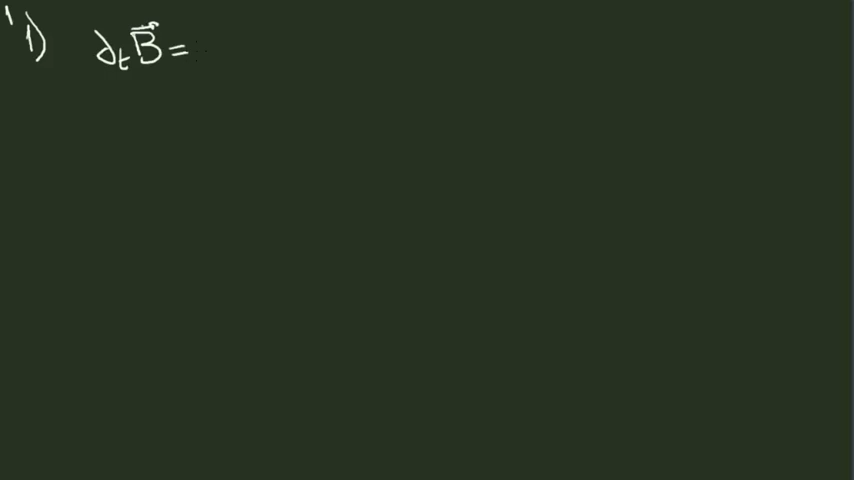 1) ∂ₜB⃗ =